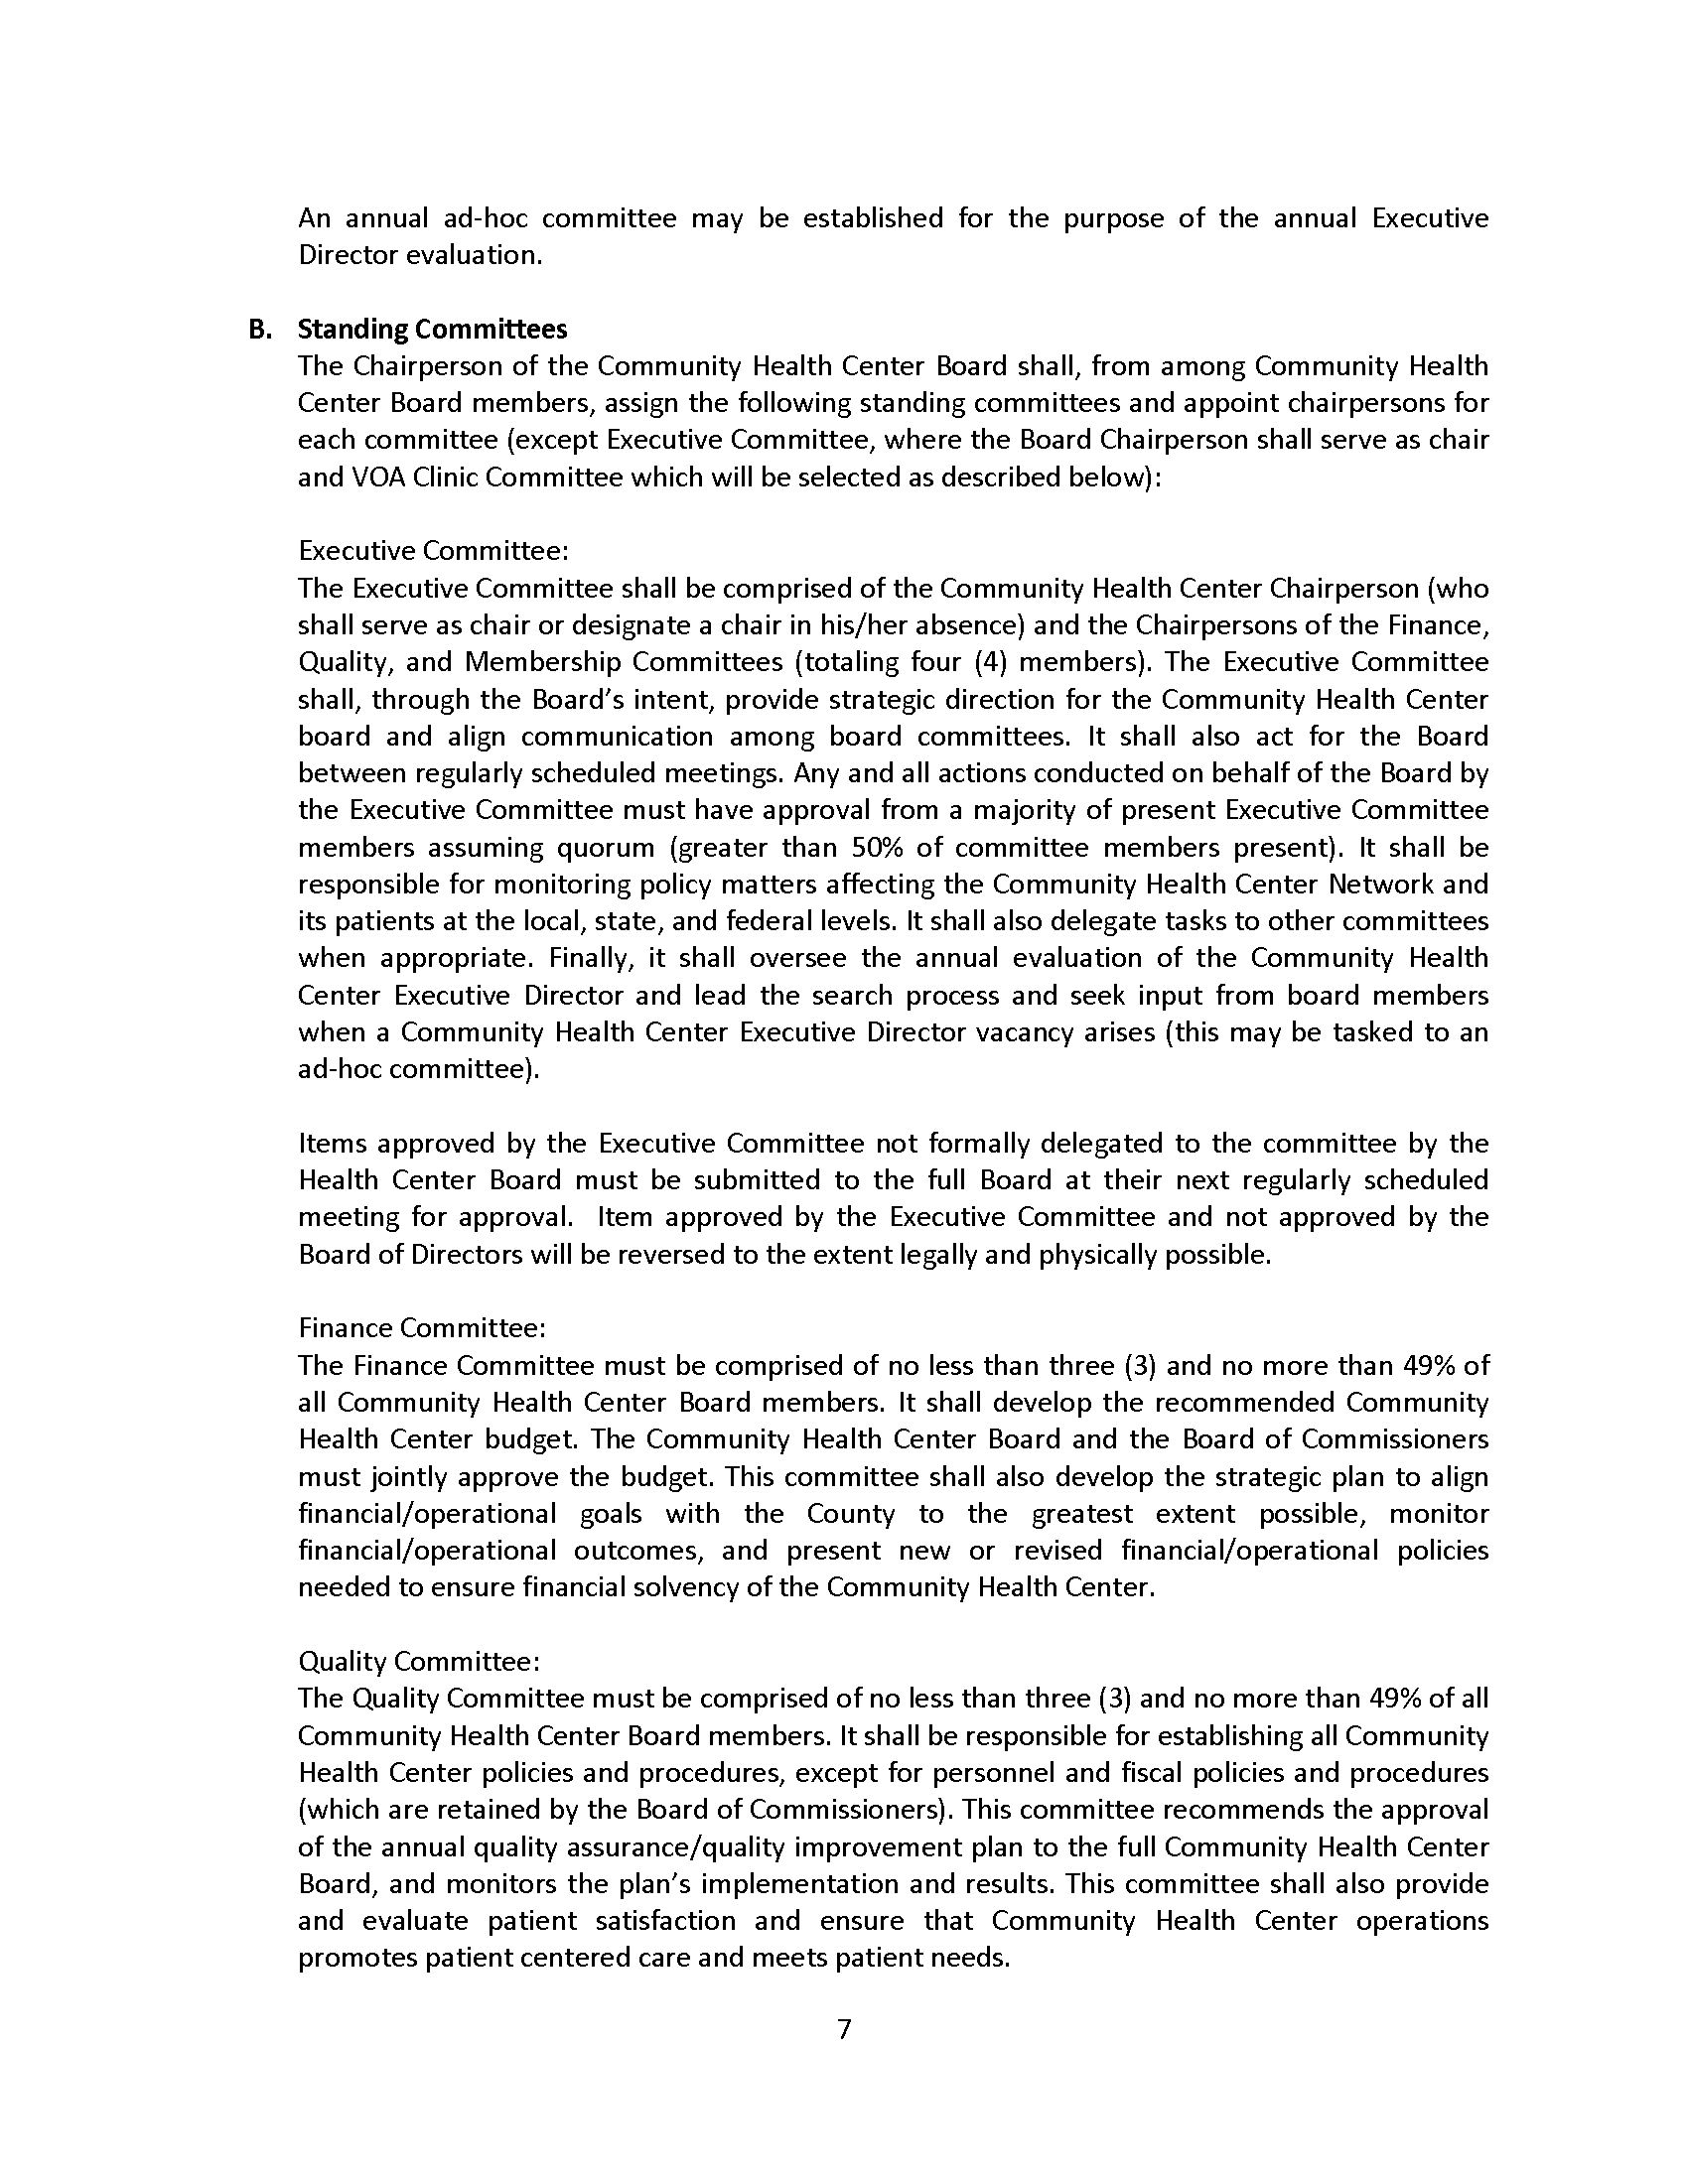 An annual ad-hoc committee may be established for the purpose of the annual Executive
Director evaluation.
B. Standing Committees
The Chairperson of the Community Health Center Board shall, from among Community Health
Center Board members, assign the following standing committees and appoint chairpersons for
each committee (except Executive Committee, where the Board Chairperson shall serve as chair
and VOA Clinic Committee which will be selected as described below):
Executive Committee:
The Executive Committee shall be comprised of the Community Health Center Chairperson (who
shall serve as chair or designate a chair in his/her absence) and the Chairpersons of the Finance,
Quality, and Membership Committees (totaling four (4) members). The Executive Committee
shall, through the Board’s intent, provide strategic direction for the Community Health Center
board and align communication among board committees. It shall also act for the Board
between regularly scheduled meetings. Any and all actions conducted on behalf of the Board by
the Executive Committee must have approval from a majority of present Executive Committee
members assuming quorum (greater than 50% of committee members present). It shall be
responsible for monitoring policy matters affecting the Community Health Center Network and
its patients at the local, state, and federal levels. It shall also delegate tasks to other committees
when appropriate. Finally, it shall oversee the annual evaluation of the Community Health
Center Executive Director and lead the search process and seek input from board members
when a Community Health Center Executive Director vacancy arises (this may be tasked to an
ad-hoc committee).
Items approved by the Executive Committee not formally delegated to the committee by the
Health Center Board must be submitted to the full Board at their next regularly scheduled
meeting for approval.  Item approved by the Executive Committee and not approved by the
Board of Directors will be reversed to the extent legally and physically possible.
Finance Committee:
The Finance Committee must be comprised of no less than three (3) and no more than 49% of
all Community Health Center Board members. It shall develop the recommended Community
Health Center budget. The Community Health Center Board and the Board of Commissioners
must jointly approve the budget. This committee shall also develop the strategic plan to align
financial/operational goals with the County to the greatest extent possible, monitor
financial/operational outcomes, and present new or revised financial/operational policies
needed to ensure financial solvency of the Community Health Center.
Quality Committee:
The Quality Committee must be comprised of no less than three (3) and no more than 49% of all
Community Health Center Board members. It shall be responsible for establishing all Community
Health Center policies and procedures, except for personnel and fiscal policies and procedures
(which are retained by the Board of Commissioners). This committee recommends the approval
of the annual quality assurance/quality improvement plan to the full Community Health Center
Board, and monitors the plan’s implementation and results. This committee shall also provide
and evaluate patient satisfaction and ensure that Community Health Center operations
promotes patient centered care and meets patient needs.
7